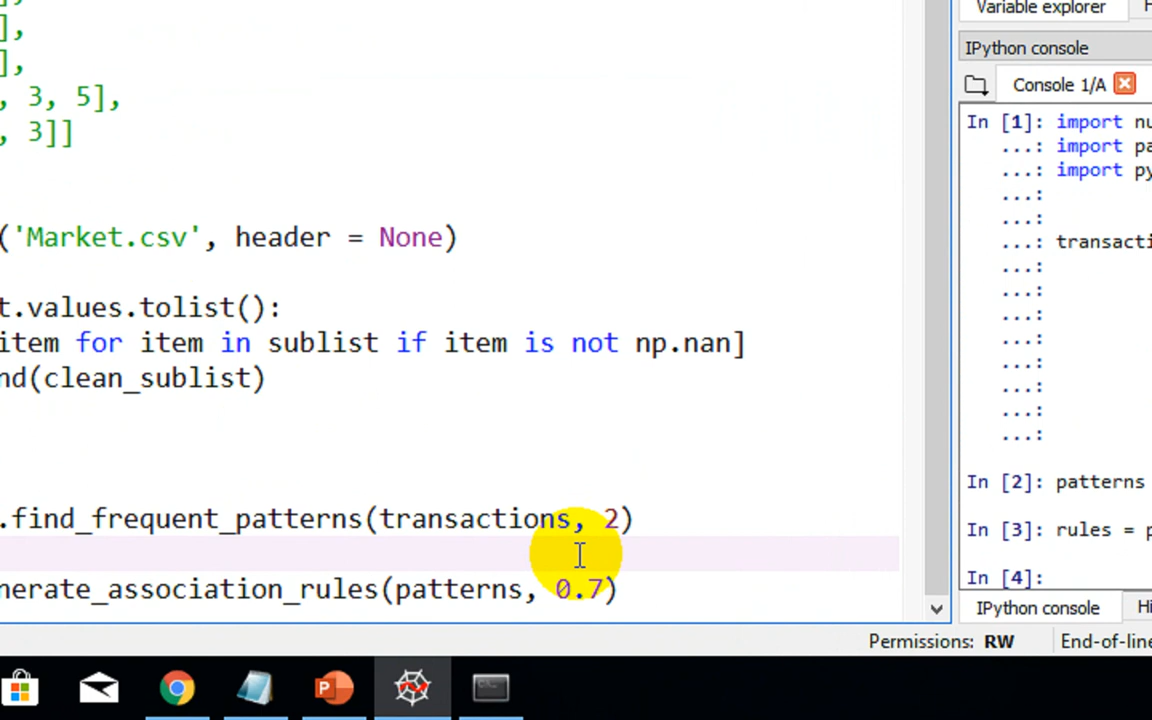 ],
],
],
, 3, 5],
, 3]]
('Market.csv', header = None)
t.values.tolist():
item for item in sublist if item is not np.nan]
nd(clean_sublist)
.find_frequent_patterns(transactions, 2)
nerate_association_rules(patterns, 0.7)
Variable explorer
IPython console
Console 1/A
In [1]: import nu
...: import pa
...: import py
...:
...:
...: transacti
...:
...:
...:
...:
...:
...:
...:
...:
In [2]: patterns
In [3]: rules = p
In [4]:
IPython console Hi
Permissions: RW End-of-line